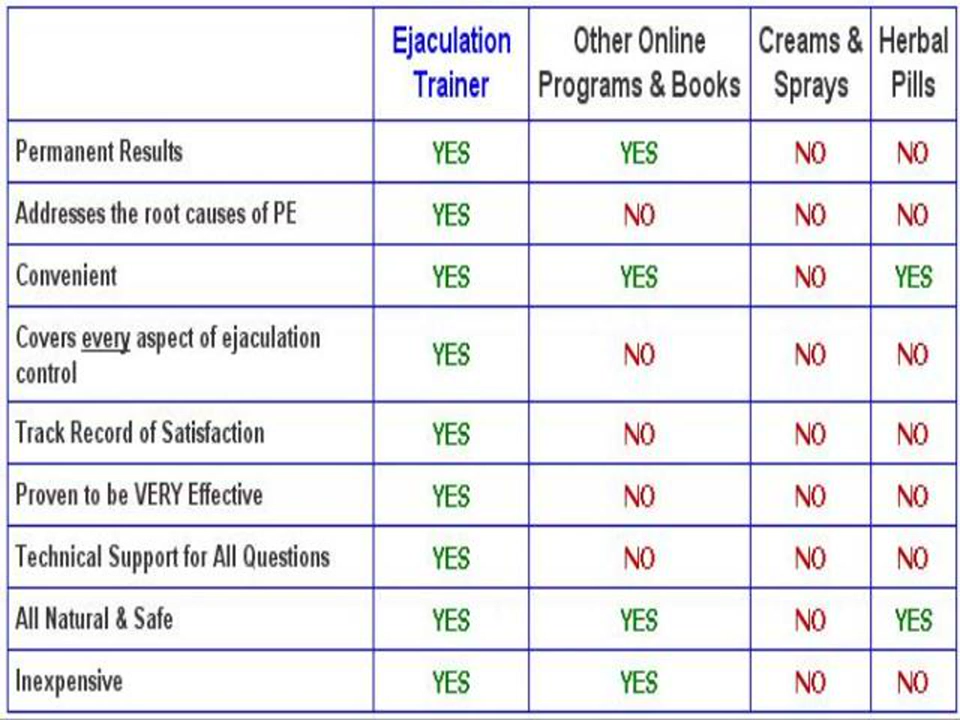 Ejaculation Other Online Creams & Herbal
Trainer Programs & Books Sprays Pills
Permanent Results YES YES NO NO
Addresses the root causes of PE YES NO NO NO
Convenient YES YES NO YES
Covers every aspect of ejaculation
control YES NO NO NO
Track Record of Satisfaction YES NO NO NO
Proven to be VERY Effective YES NO NO NO
Technical Support for All Questions YES NO NO NO
All Natural & Safe YES YES NO YES
Inexpensive YES YES NO NO